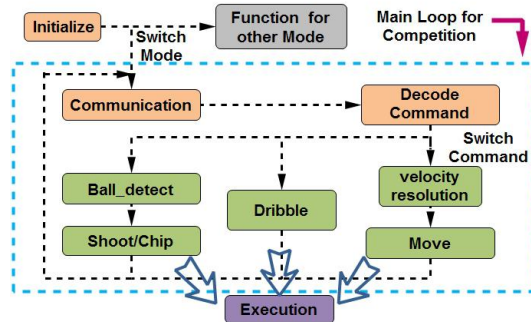 Initialize
Function for
other Mode
Main Loop for
Competition
Switch
Mode
Communication
Decode
Command
Switch
Command
Ball_detect
velocity
resolution
Dribble
Shoot/Chip
Move
Execution